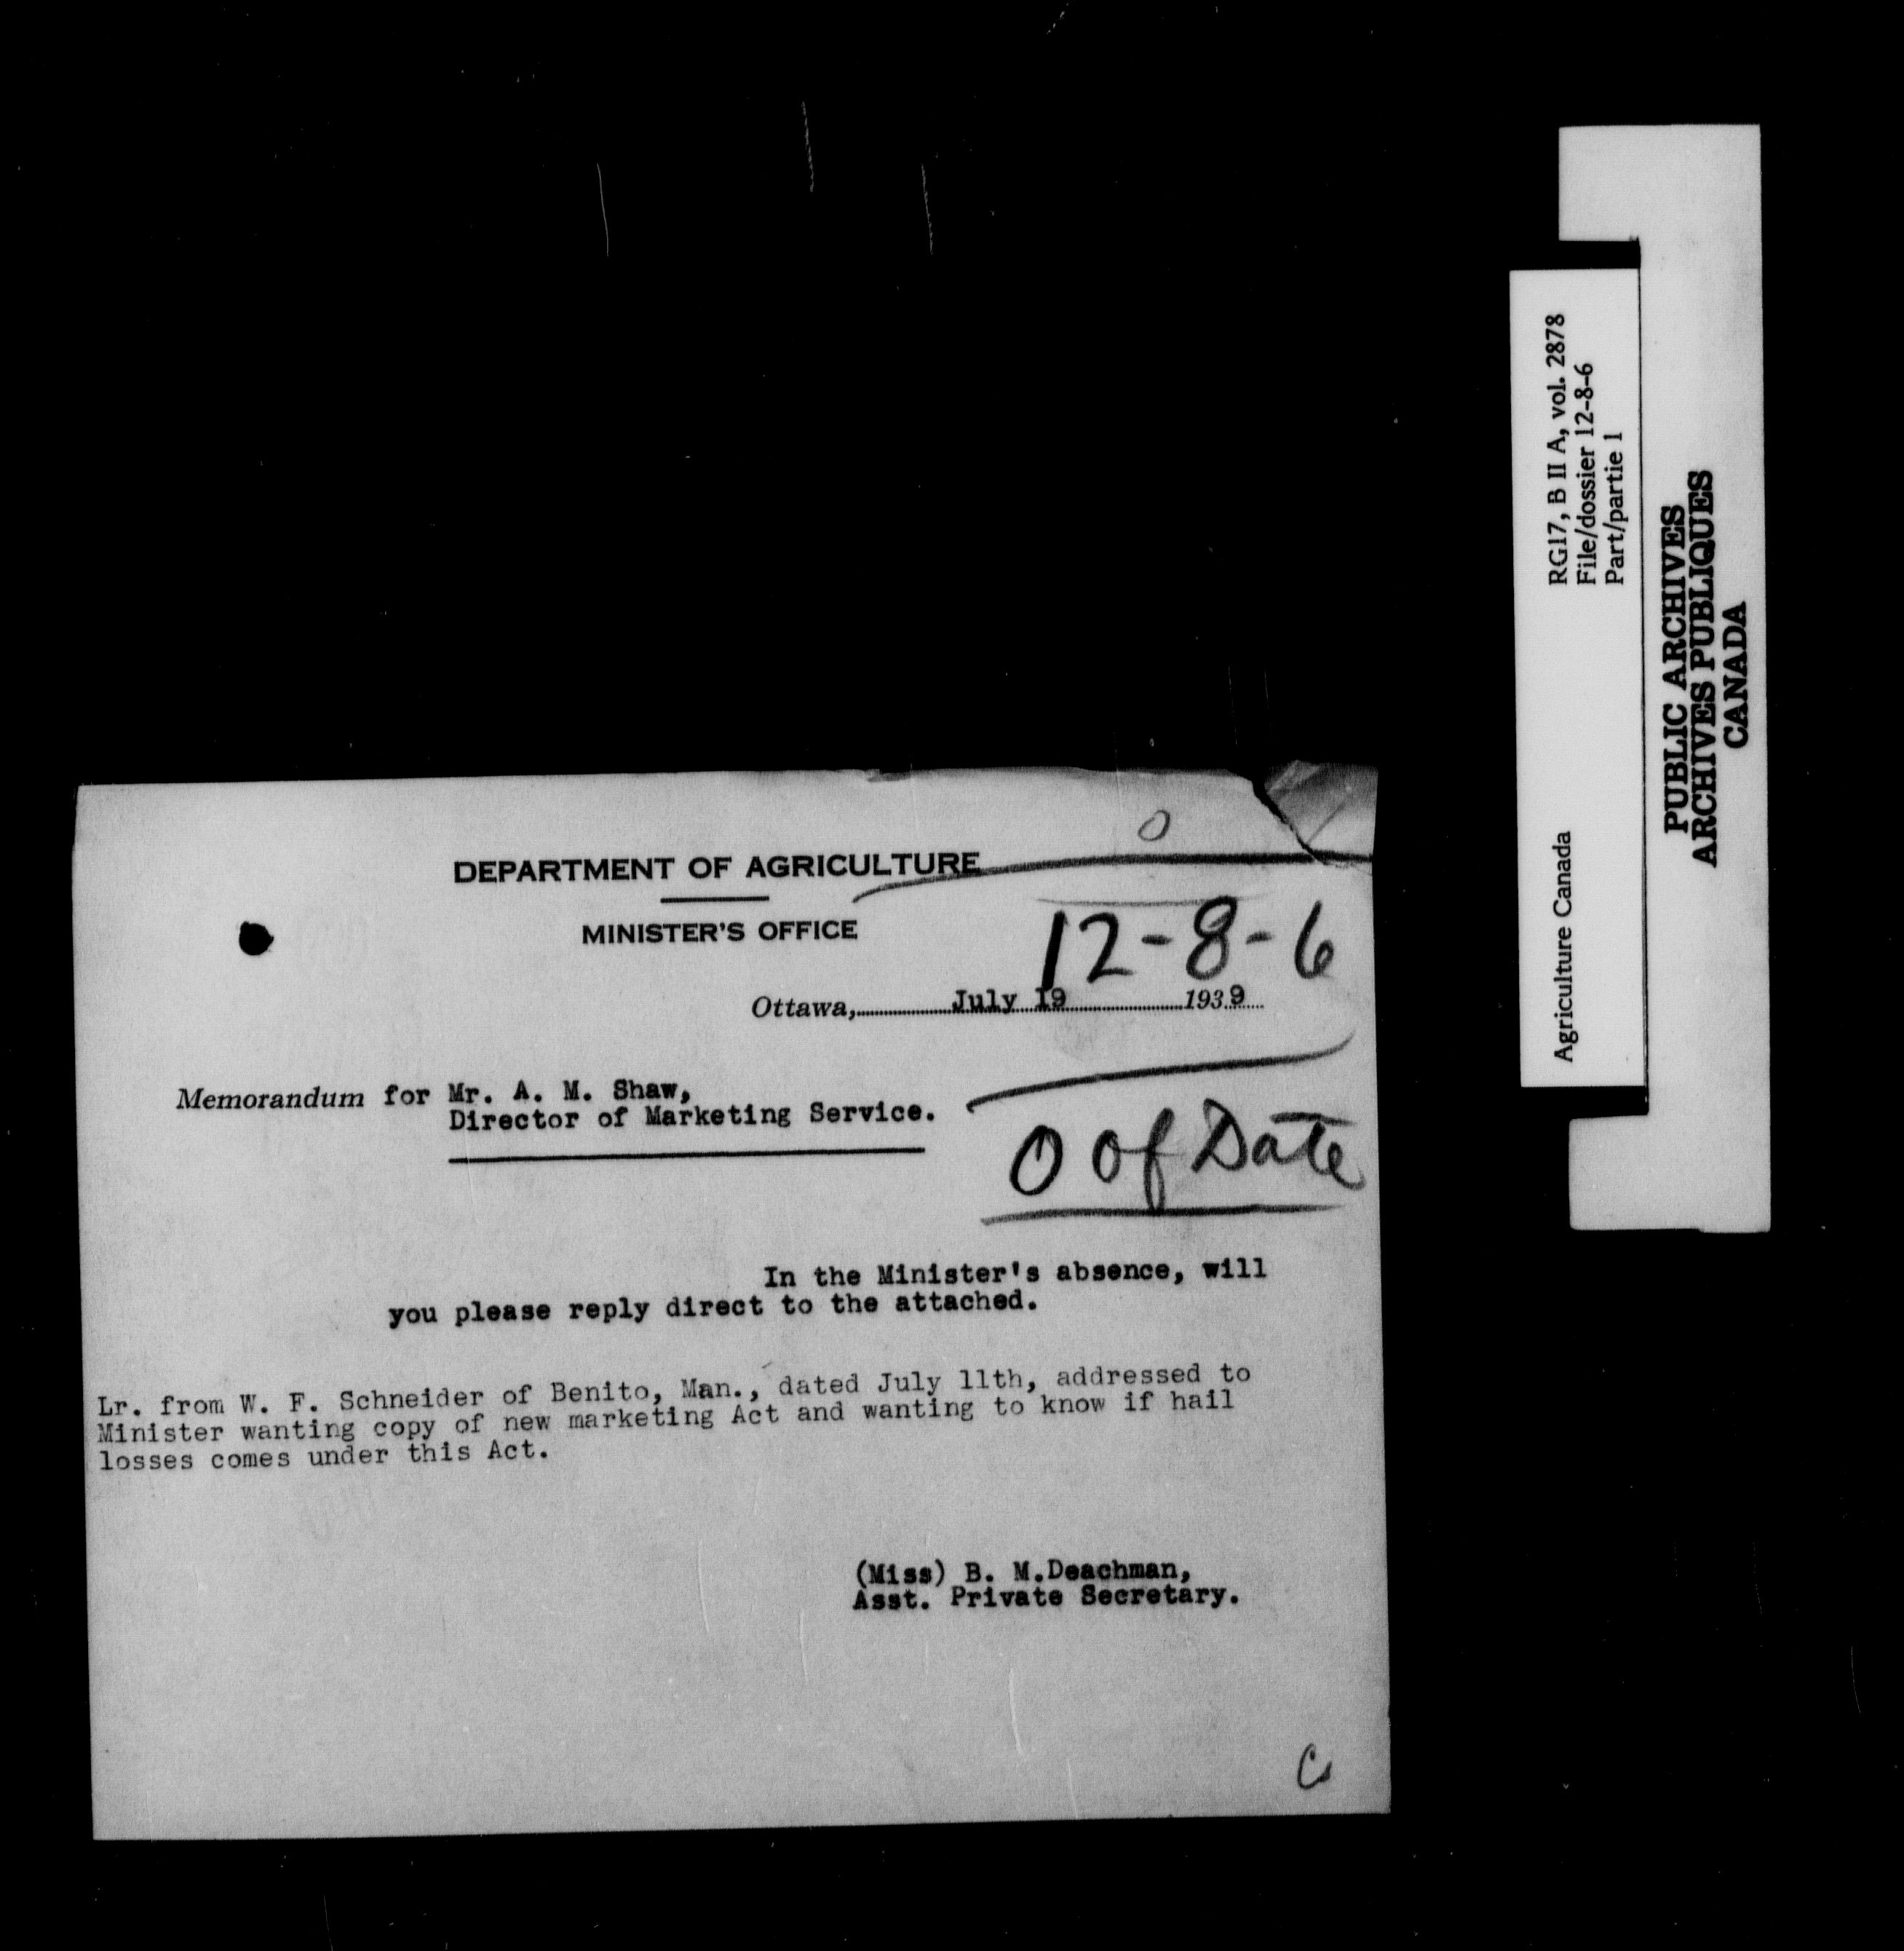 DEPARTMENT OF AGRICULTURE
MINISTER'S OFFICE
12-8-6
Ottawa, July 19 1939
Memorandum for Mr. A. M. Shaw,
Director of Marketing Service.
O of Date
In the Minister's absence, will
you please reply direct to the attached.
Lr. from W. F. Schneider of Benito, Man., dated July 11th, addressed to
Minister wanting copy of new marketing Act and wanting to know if hail
losses comes under this Act.
(Miss) B. M.Deachman,
Asst. Private Secretary.
Agriculture Canada
RG17, B II A, vol. 2878
File/dossier 12-8-6
Part/partie 1
PUBLIC ARCHIVES
ARCHIVES PUBLIQUES
CANADA